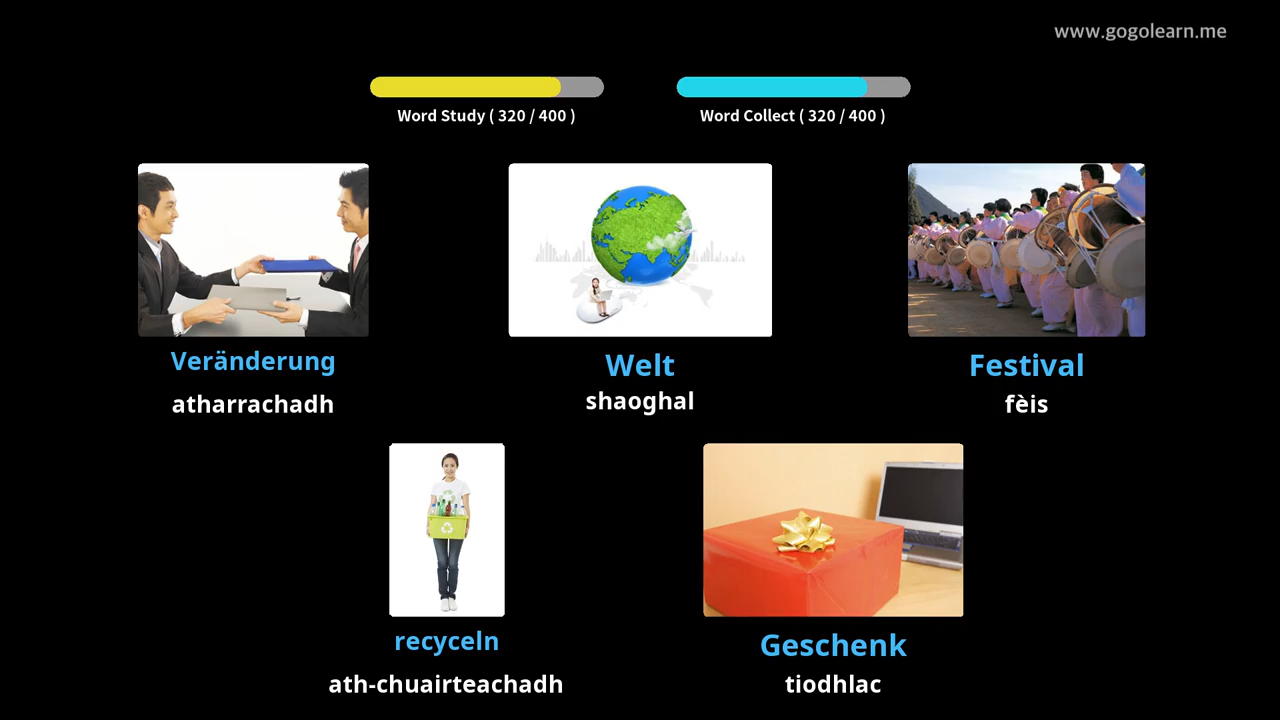 www.gogolearn.me
Word Study ( 320 / 400 )
Word Collect ( 320 / 400 )
Veränderung
atharrachadh
Welt
shaoghal
Festival
fèis
recyceln
ath-chuairteachadh
Geschenk
tiodhlac